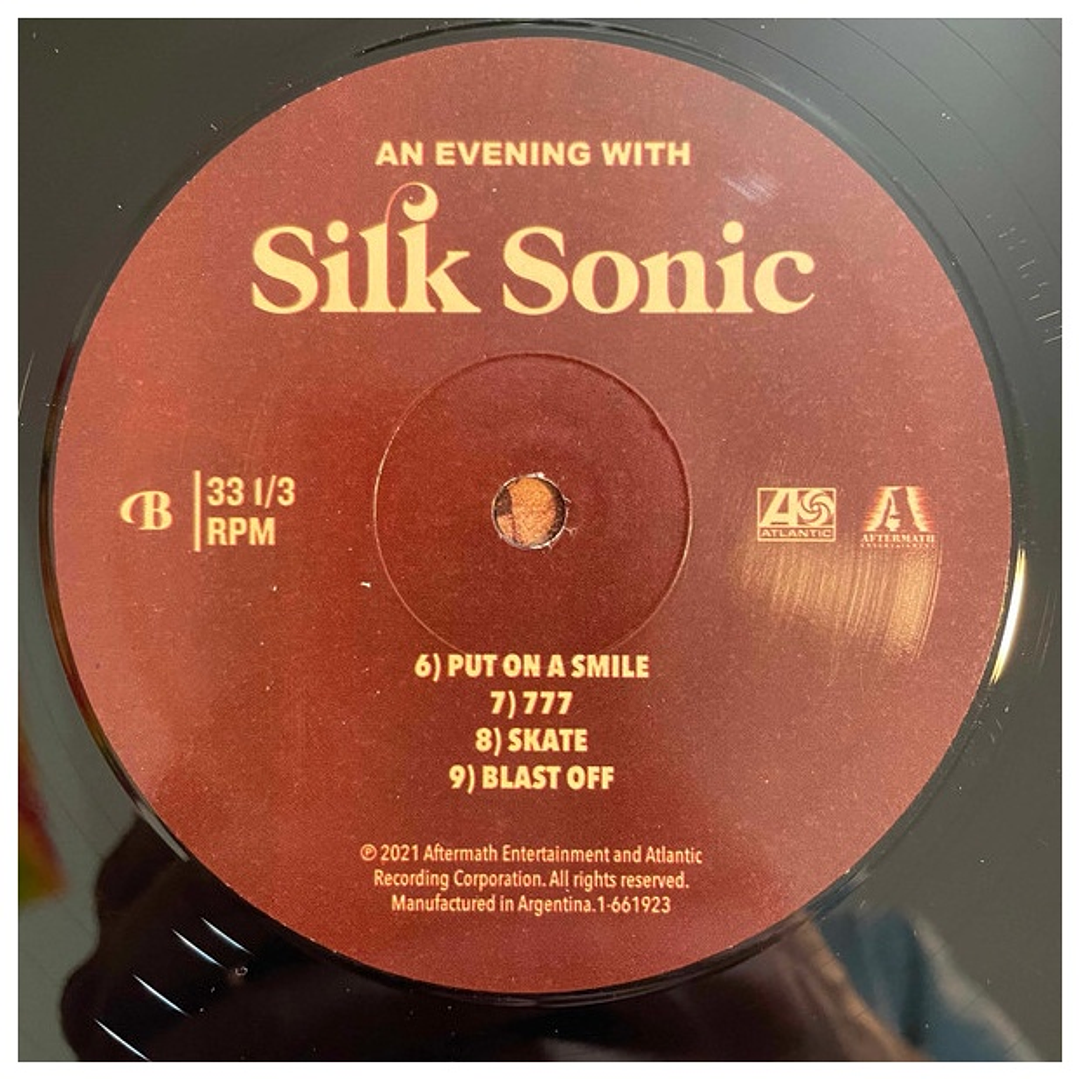 AN EVENING WITH
Silk Sonic
B
33 1/3
RPM
ATLANTIC
AFTERMATH
ENTERTAINMENT
6) PUT ON A SMILE
7) 777
8) SKATE
9) BLAST OFF
℗ 2021 Aftermath Entertainment and Atlantic
Recording Corporation. All rights reserved.
Manufactured in Argentina.1-661923